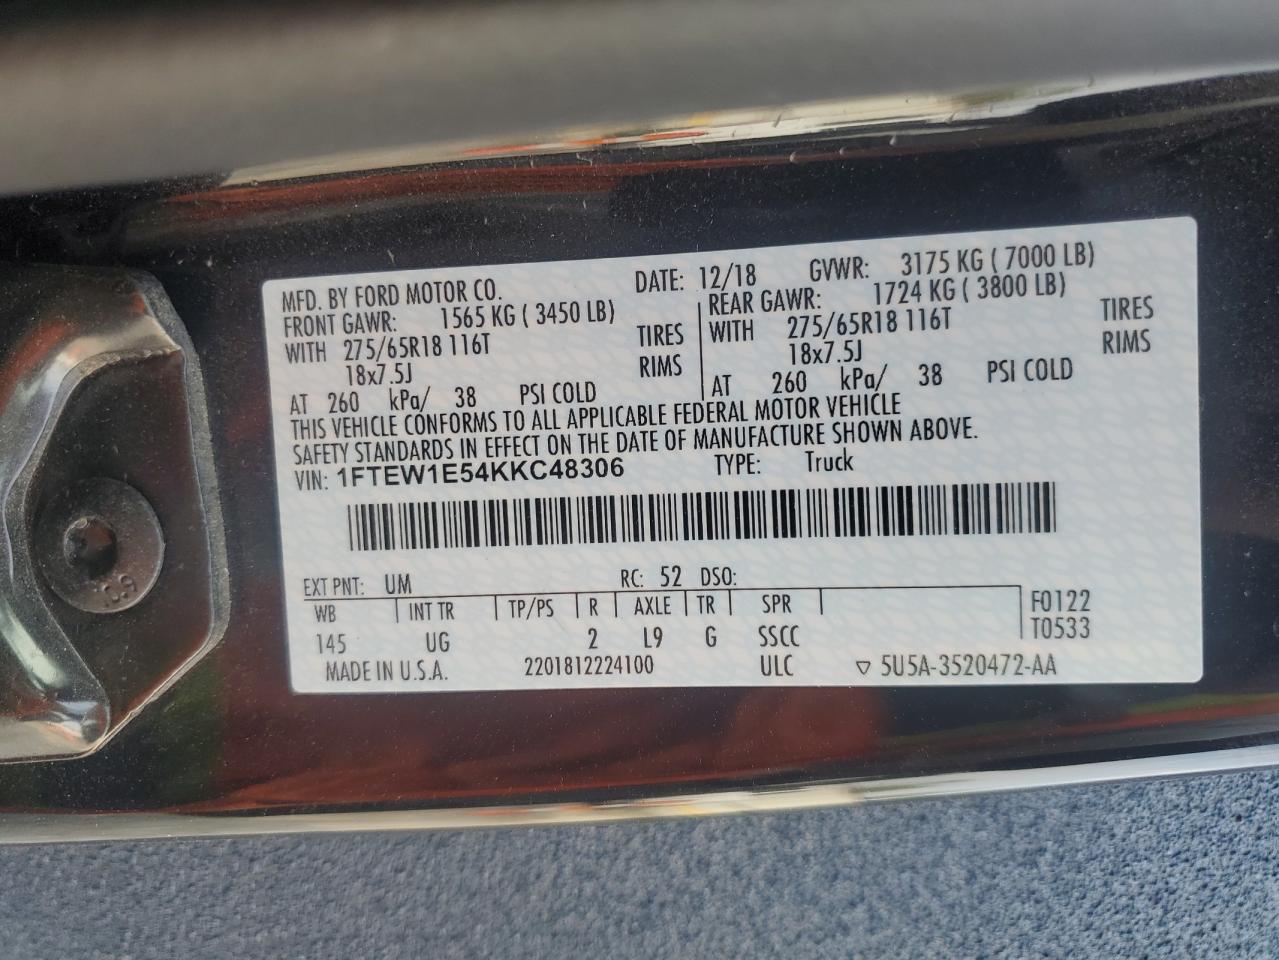 MFD. BY FORD MOTOR CO. DATE: 12/18 GVWR: 3175 KG ( 7000 LB)
FRONT GAWR: 1565 KG ( 3450 LB) REAR GAWR: 1724 KG ( 3800 LB)
WITH 275/65R18 116T TIRES WITH 275/65R18 116T TIRES
18x7.5J RIMS 18x7.5J RIMS
AT 260 kPa/ 38 PSI COLD AT 260 kPa/ 38 PSI COLD
THIS VEHICLE CONFORMS TO ALL APPLICABLE FEDERAL MOTOR VEHICLE
SAFETY STANDARDS IN EFFECT ON THE DATE OF MANUFACTURE SHOWN ABOVE.
VIN: 1FTEW1E54KKC48306 TYPE: Truck
EXT PNT: UM RC: 52 DSO:
WB INT TR TP/PS R AXLE TR SPR F0122
145 UG 2 L9 G SSCC T0533
MADE IN U.S.A. 2201812224100 ULC ▽ 5U5A-3520472-AA
10.9